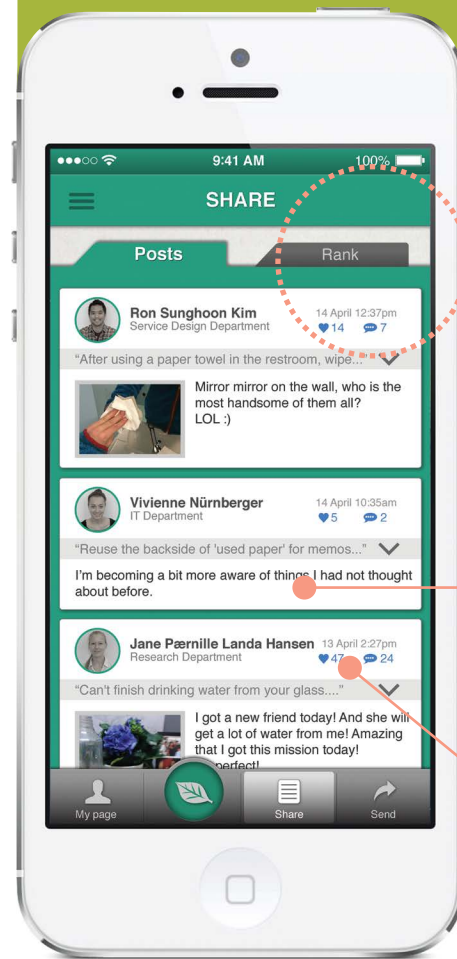 9:41 AM
100%
SHARE
Posts
Rank
Ron Sunghoon Kim
14 April 12:37pm
Service Design Department
14
7
"After using a paper towel in the restroom, wipe..."
Mirror mirror on the wall, who is the
most handsome of them all?
LOL :)
Vivienne Nürnberger
14 April 10:35am
IT Department
5
2
"Reuse the backside of 'used paper' for memos..."
I'm becoming a bit more aware of things I had not thought
about before.
Jane Pærnille Landa Hansen
13 April 2:27pm
Research Department
47
24
"Can't finish drinking water from your glass...."
I got a new friend today! And she will
get a lot of water from me! Amazing
that I got this mission today!
perfect!
My page
Share
Send